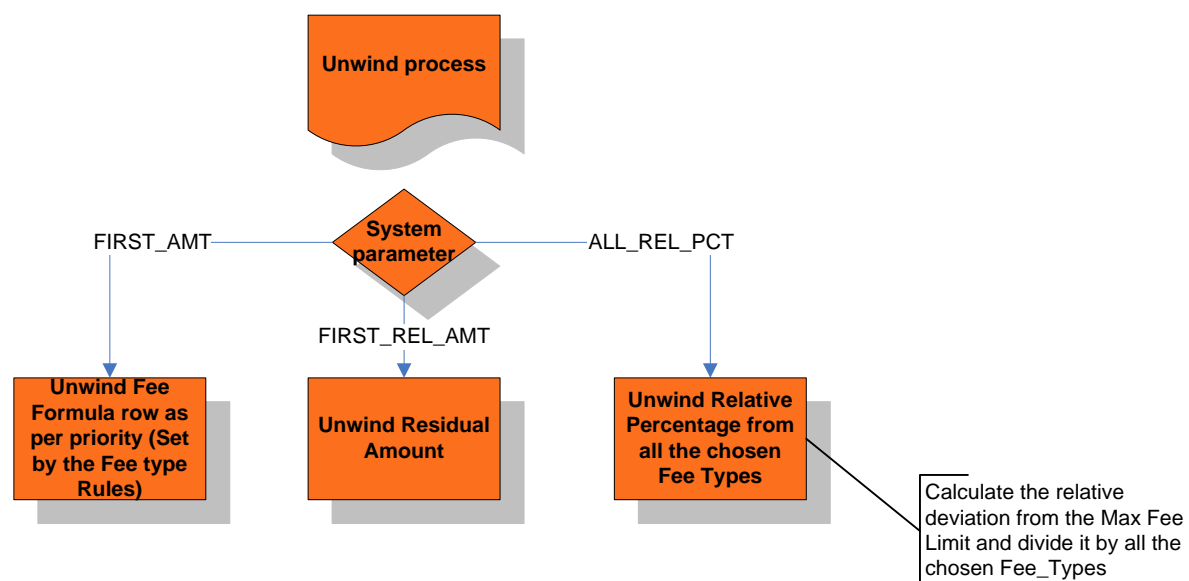 Unwind process
System
parameter
FIRST_AMT
ALL_REL_PCT
FIRST_REL_AMT
Unwind Fee
Formula row as
per priority (Set
by the Fee type
Rules)
Unwind Residual
Amount
Unwind Relative
Percentage from
all the chosen
Fee Types
Calculate the relative
deviation from the Max Fee
Limit and divide it by all the
chosen Fee_Types